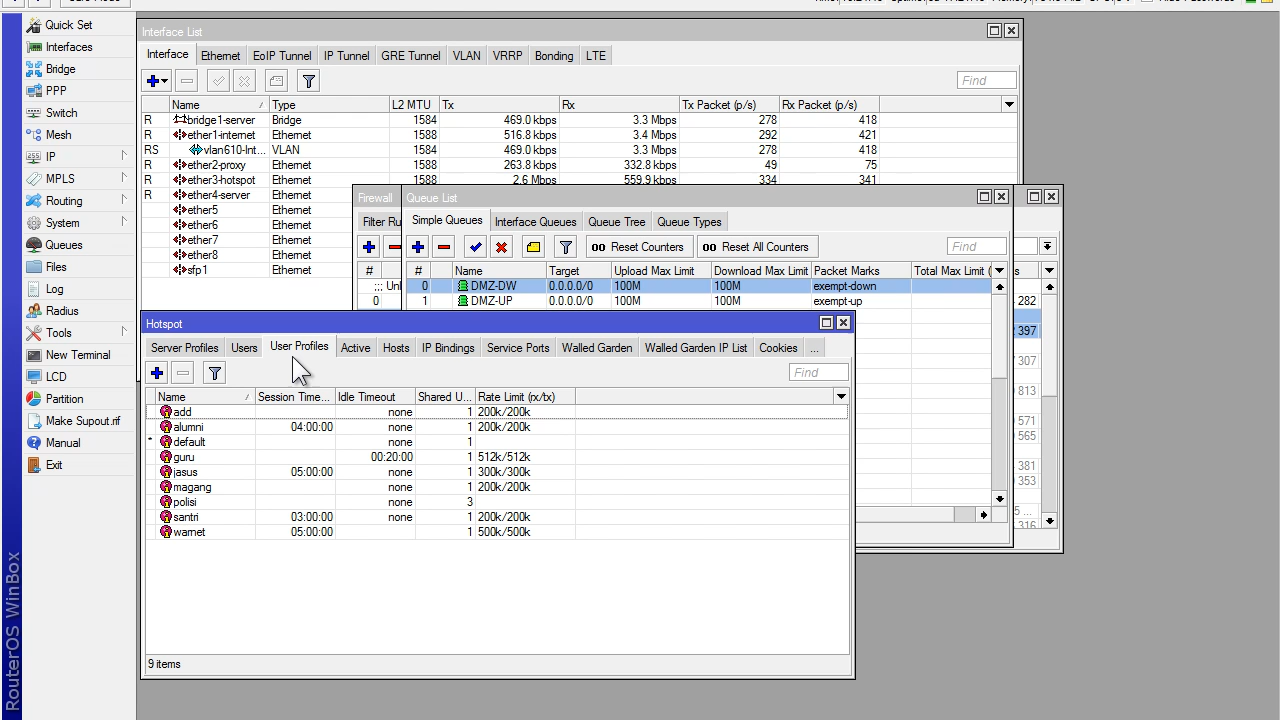 Quick Set
Interfaces
Bridge
PPP
Switch
Mesh
IP
MPLS
Routing
System
Queues
Files
Log
Radius
Tools
New Terminal
LCD
Partition
Make Supout.rif
Manual
Exit
RouterOS WinBox
Interface List
Interface Ethernet EoIP Tunnel IP Tunnel GRE Tunnel VLAN VRRP Bonding LTE
Find
Name Type L2 MTU Tx Rx Tx Packet (p/s) Rx Packet (p/s)
R bridge1-server Bridge 1584 469.0 kbps 3.3 Mbps 278 418
R ether1-internet Ethernet 1588 516.8 kbps 3.4 Mbps 292 421
RS vlan610-Int... VLAN 1584 469.0 kbps 3.3 Mbps 278 418
R ether2-proxy Ethernet 1588 263.8 kbps 332.8 kbps 49 75
R ether3-hotspot Ethernet 1588 2.6 Mbps 559.9 kbps 334 341
R ether4-server Ethernet
ether5 Ethernet
ether6 Ethernet
ether7 Ethernet
ether8 Ethernet
sfp1 Ethernet
Firewall
Filter Ru
#
;;; Unl
0
s
282
397
307
813
571
565
381
353
5 ...
316
Queue List
Simple Queues Interface Queues Queue Tree Queue Types
00 Reset Counters 00 Reset All Counters Find
# Name Target Upload Max Limit Download Max Limit Packet Marks Total Max Limit (
0 DMZ-DW 0.0.0.0/0 100M 100M exempt-down
1 DMZ-UP 0.0.0.0/0 100M 100M exempt-up
Hotspot
Server Profiles Users User Profiles Active Hosts IP Bindings Service Ports Walled Garden Walled Garden IP List Cookies ...
Find
Name Session Time... Idle Timeout Shared U... Rate Limit (rx/tx)
add none 1 200k/200k
alumni 04:00:00 none 1 200k/200k
* default none 1
guru 00:20:00 1 512k/512k
jasus 05:00:00 none 1 300k/300k
magang none 1 200k/200k
polisi none 3
santri 03:00:00 none 1 200k/200k
warnet 05:00:00 1 500k/500k
9 items